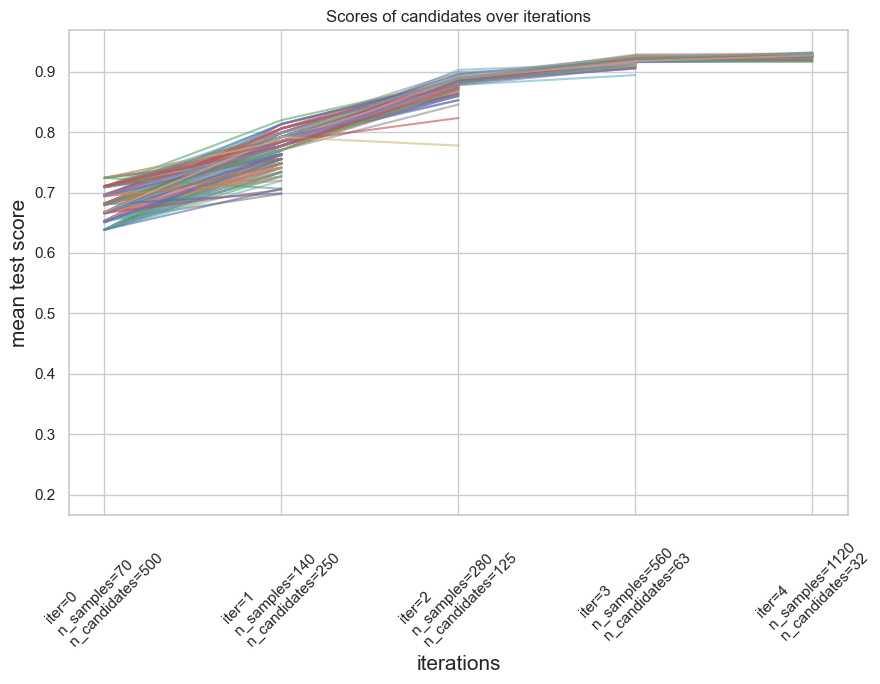 Scores of candidates over iterations
mean test score
0.9
0.8
0.7
0.6
0.5
0.4
0.3
0.2
iter=0
n_samples=70
n_candidates=500
iter=1
n_samples=140
n_candidates=250
iter=2
n_samples=280
n_candidates=125
iter=3
n_samples=560
n_candidates=63
iter=4
n_samples=1120
n_candidates=32
iterations